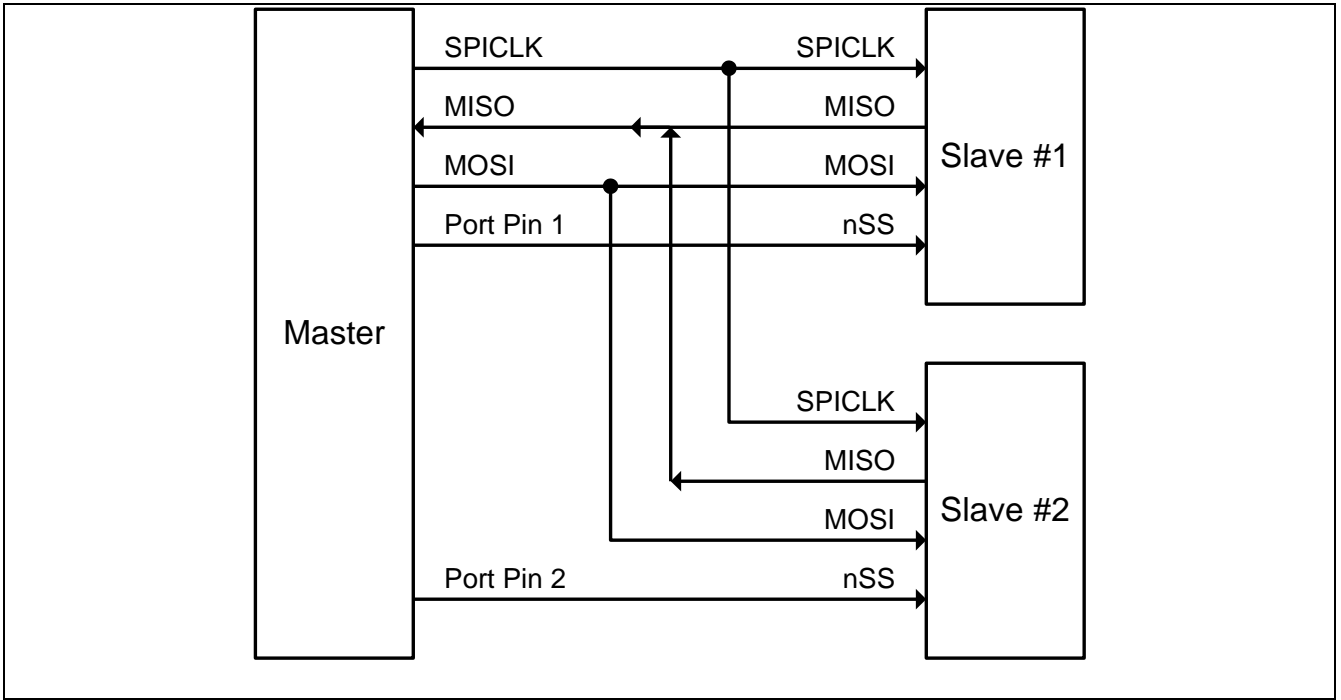 SPICLK SPICLK
MISO MISO
Slave #1
MOSI MOSI
Port Pin 1 nSS
Master
SPICLK
MISO
Slave #2
MOSI
Port Pin 2 nSS